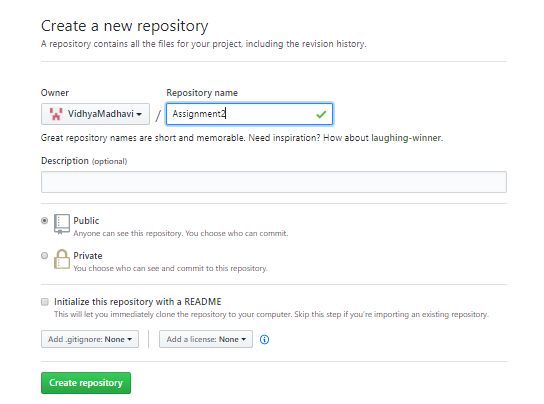 Create a new repository
A repository contains all the files for your project, including the revision history.
Owner Repository name
VidhyaMadhavi / Assignment2
Great repository names are short and memorable. Need inspiration? How about laughing-winner.
Description (optional)
Public
Anyone can see this repository. You choose who can commit.
Private
You choose who can see and commit to this repository.
Initialize this repository with a README
This will let you immediately clone the repository to your computer. Skip this step if you're importing an existing repository.
Add .gitignore: None Add a license: None
Create repository